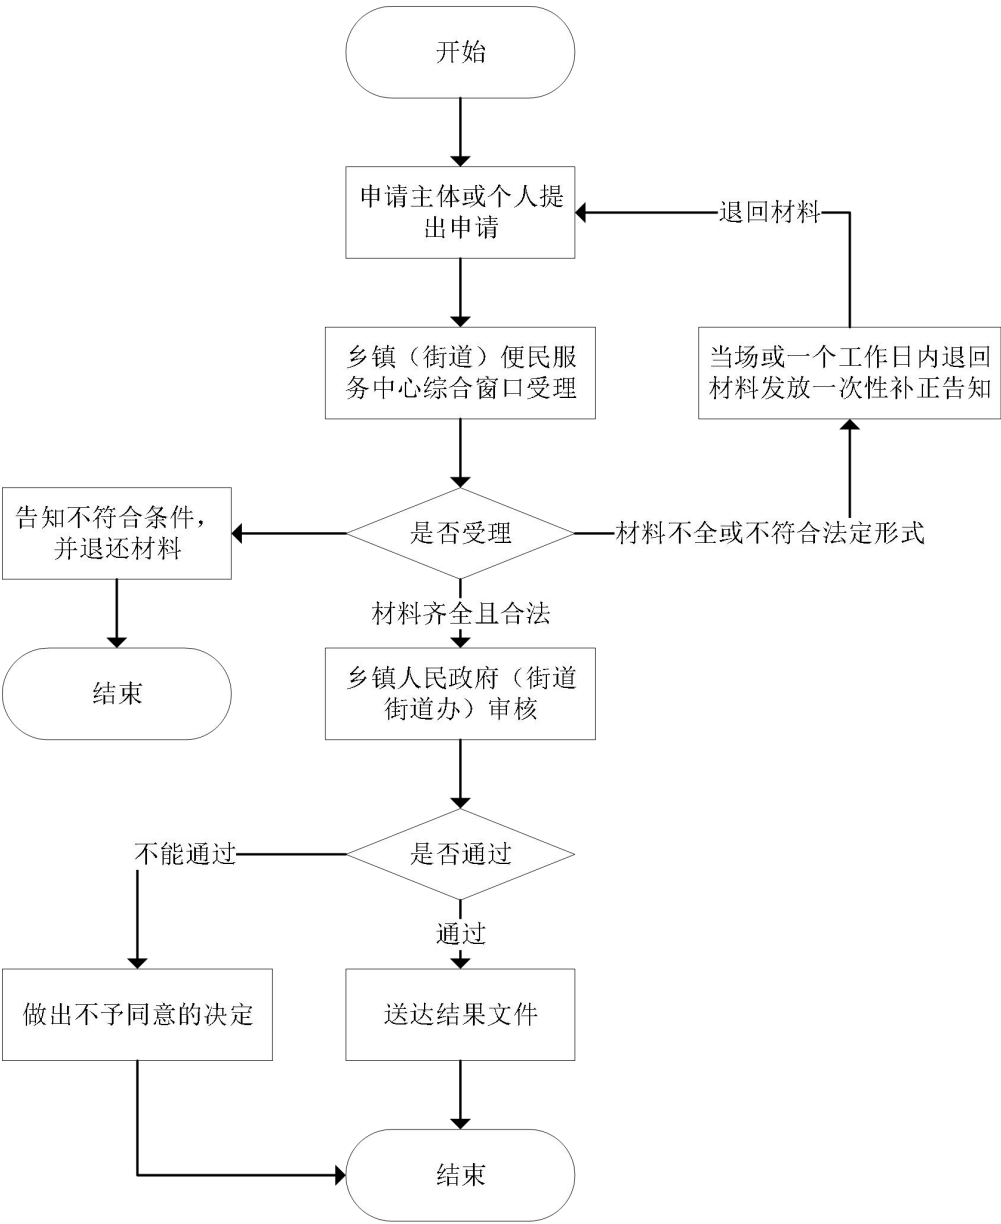 开始
申请主体或个人提
出申请
退回材料
乡镇（街道）便民服
务中心综合窗口受理
当场或一个工作日内退回
材料发放一次性补正告知
告知不符合条件，
并退还材料
是否受理
材料不全或不符合法定形式
材料齐全且合法
结束
乡镇人民政府（街道
街道办）审核
不能通过
是否通过
通过
做出不予同意的决定
送达结果文件
结束